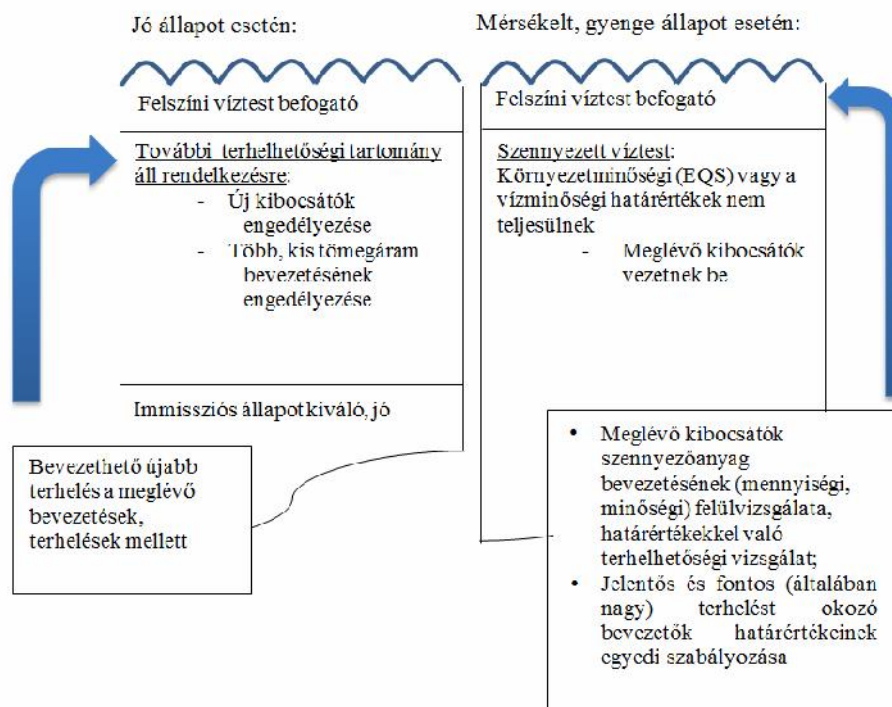 Jó állapot esetén:
Felszíni víztest befogató
További terhelhetőségi tartomány
áll rendelkezésre:
- Új kibocsátók
engedélyezése
- Több, kis tömegáram
bevezetésének
engedélyezése
Immissziós állapot kiváló, jó
Bevezethető újabb
terhelés a meglévő
bevezetések,
terhelések mellett
Mérsékelt, gyenge állapot esetén:
Felszíni víztest befogató
Szennyezett víztest:
Környezetminőségi (EQS) vagy a
vízminőségi határértékek nem
teljesülnek
- Meglévő kibocsátók
vezetnek be
• Meglévő kibocsátók
szennyezőanyag
bevezetésének (mennyiségi,
minőségi) felülvizsgálata,
határértékekkel való
terhelhetőségi vizsgálat;
• Jelentős és fontos (általában
nagy) terhelést okozó
bevezetők határértékeinek
egyedi szabályozása